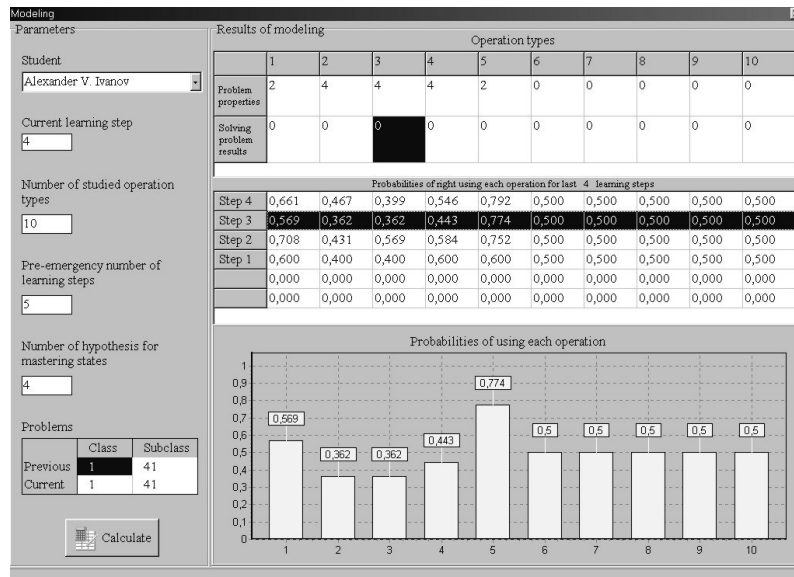 Modeling
Parameters
Student
Alexander V. Ivanov
Current learning step
4
Number of studied operation
types
10
Pre-emergency number of
learning steps
5
Number of hypothesis for
mastering states
4
Problems
Class Subclass
Previous 1 41
Current 1 41
Calculate
Results of modeling
Operation types
1 2 3 4 5 6 7 8 9 10
Problem
properties
2 4 4 4 2 0 0 0 0 0
Solving
problem
results
0 0 0 0 0 0 0 0 0 0
Probabilities of right using each operation for last 4 learning steps
Step 4 0,661 0,467 0,399 0,546 0,792 0,500 0,500 0,500 0,500 0,500
Step 3 0,569 0,362 0,362 0,443 0,774 0,500 0,500 0,500 0,500 0,500
Step 2 0,708 0,431 0,569 0,584 0,752 0,500 0,500 0,500 0,500 0,500
Step 1 0,600 0,400 0,400 0,600 0,600 0,500 0,500 0,500 0,500 0,500
0,000 0,000 0,000 0,000 0,000 0,000 0,000 0,000 0,000 0,000
0,000 0,000 0,000 0,000 0,000 0,000 0,000 0,000 0,000 0,000
Probabilities of using each operation
1
0,9
0,8
0,7
0,6
0,5
0,4
0,3
0,2
0,1
0
0,569 0,362 0,362 0,443 0,774 0,5 0,5 0,5 0,5 0,5
1 2 3 4 5 6 7 8 9 10